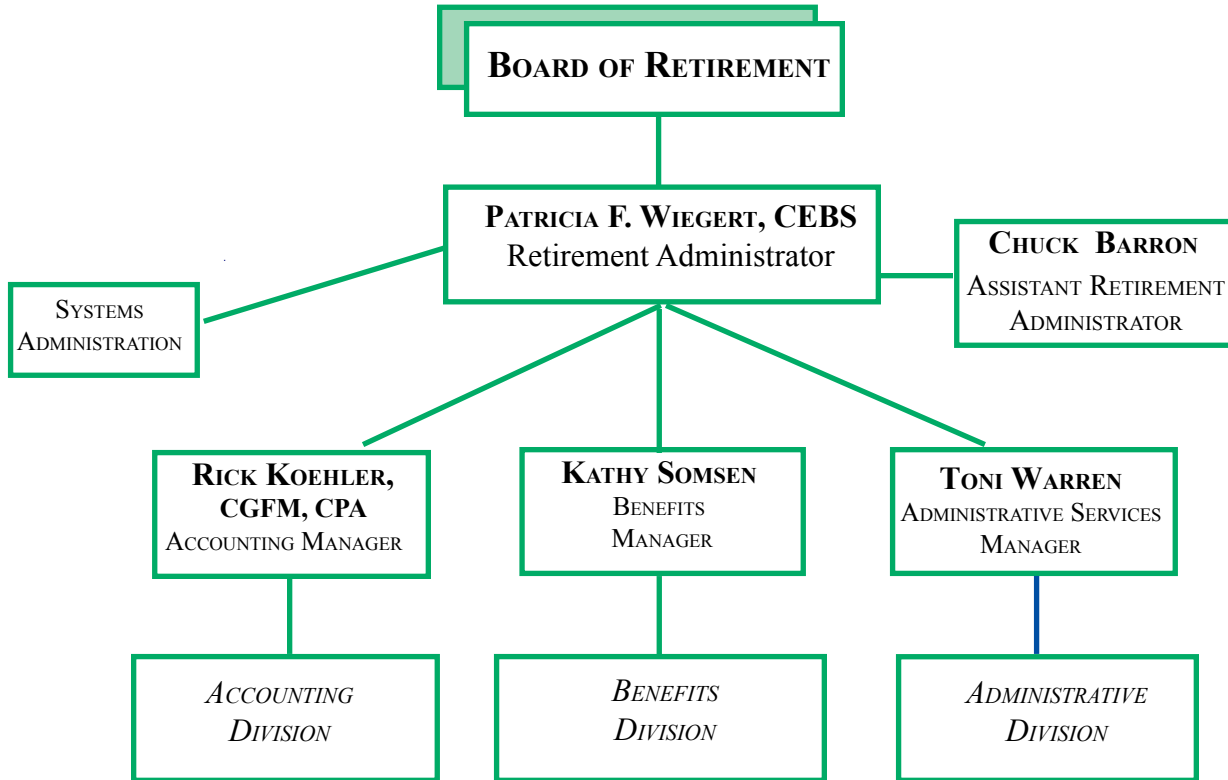 Board of Retirement
Patricia F. Wiegert, CEBS
Retirement Administrator
Chuck Barron
Assistant Retirement
Administrator
Systems
Administration
Rick Koehler,
CGFM, CPA
Accounting Manager
Kathy Somsen
Benefits
Manager
Toni Warren
Administrative Services
Manager
Accounting
Division
Benefits
Division
Administrative
Division